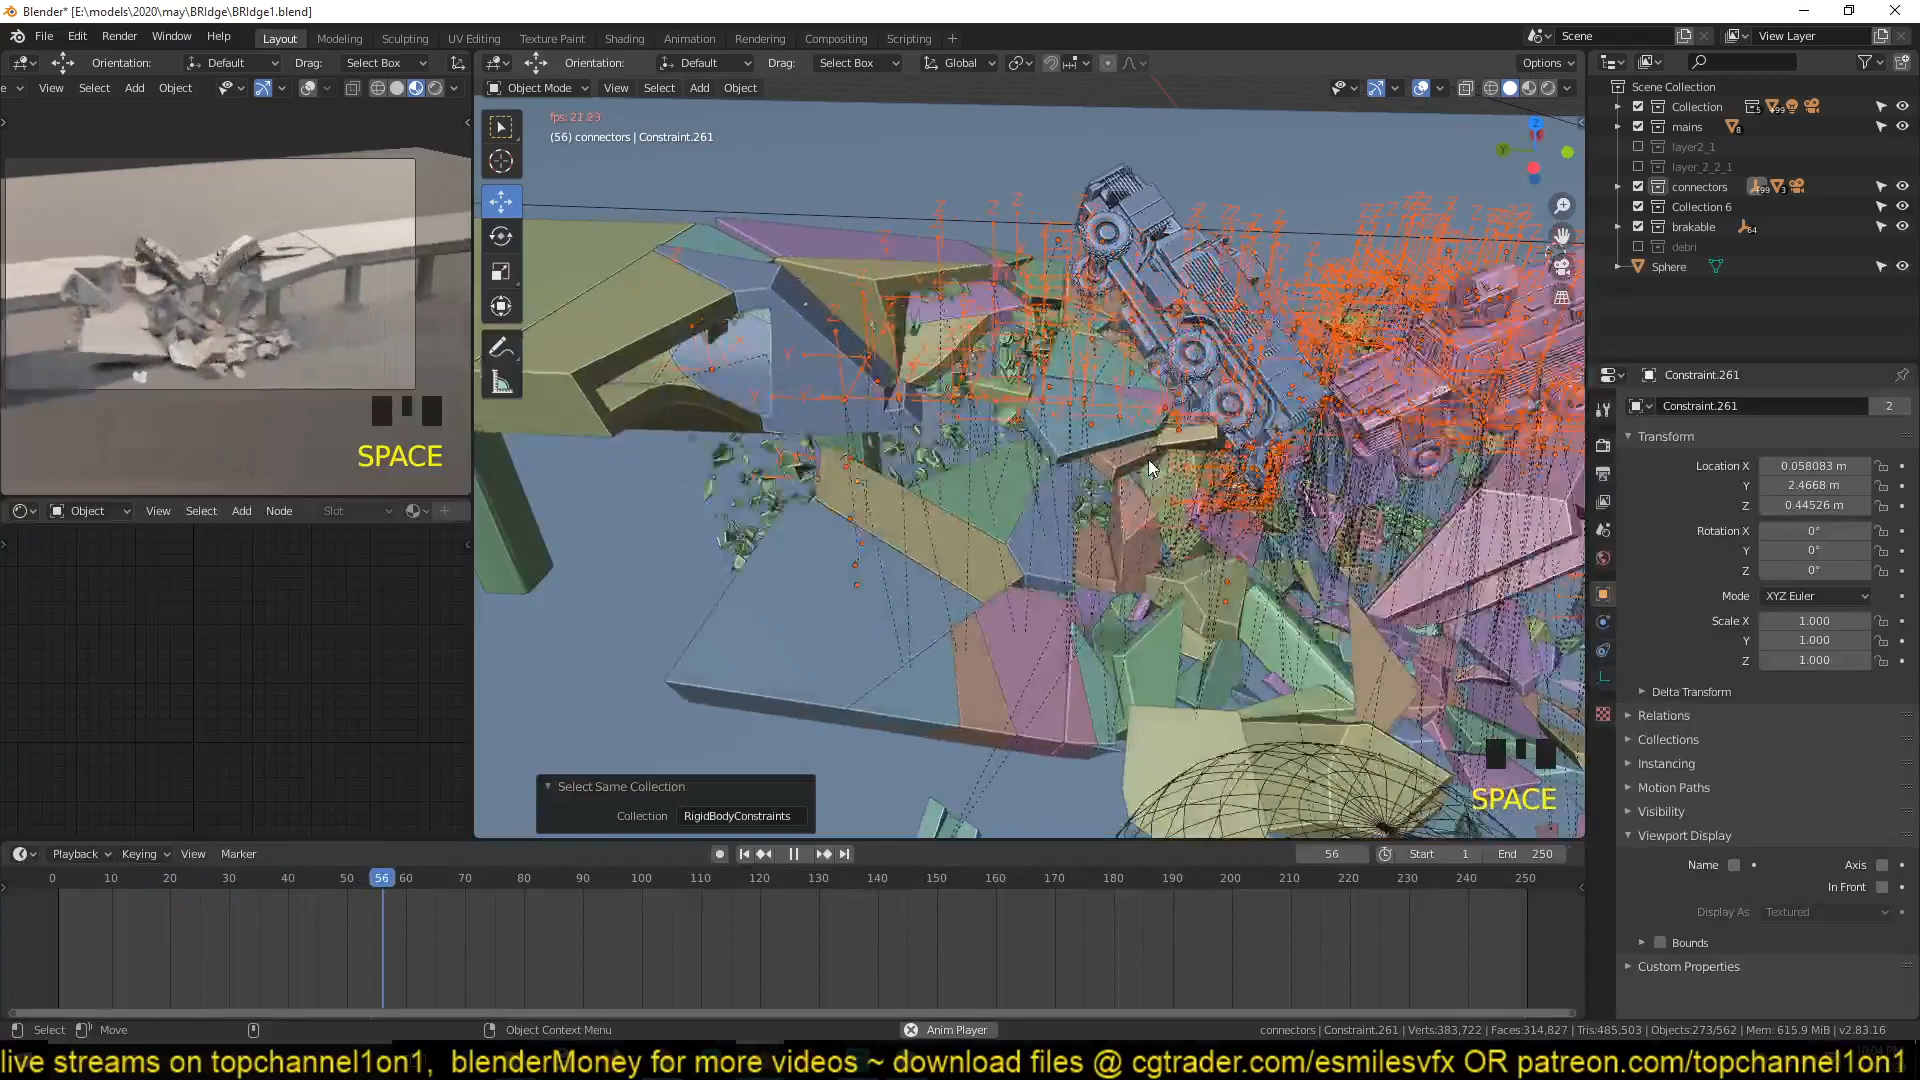 Blender* [E:\models\2020\may\BRIdge\BRIdge1.blend]
File Edit Render Window Help Layout Modeling Sculpting UV Editing Texture Paint Shading Animation Rendering Compositing Scripting Scene View Layer
Orientation: Default Drag: Select Box Orientation: Default Drag: Select Box Global Options
View Select Add Object Object Mode View Select Add Object
fps: 21.23
(56) connectors | Constraint.261
Scene Collection
Collection 5 +99
mains 8
layer2_1
layer_2_2_1
connectors +99 3
Collection 6
brakable 64
debri
Sphere
Z
Y
SPACE
Object View Select Add Node Slot
Constraint.261
Constraint.261 2
Transform
Location X 0.058083 m
Y 2.4668 m
Z 0.44526 m
Rotation X 0°
Y 0°
Z 0°
Mode XYZ Euler
Scale X 1.000
Y 1.000
Z 1.000
Delta Transform
Relations
Collections
Instancing
Motion Paths
Visibility
Viewport Display
Name Axis
In Front
Display As Textured
Bounds
Custom Properties
Select Same Collection
Collection RigidBodyConstraints
SPACE
Playback Keying View Marker 56 Start 1 End 250
0 10 20 30 40 50 56 60 70 80 90 100 110 120 130 140 150 160 170 180 190 200 210 220 230 240 250
Select Move Object Context Menu Anim Player connectors | Constraint.261 | Verts:383,722 | Faces:314,827 | Tris:485,503 | Objects:273/562 | Mem: 615.9 MiB | v2.83.16
live streams on topchannel1on1, blenderMoney for more videos ~ download files @ cgtrader.com/esmilesvfx OR patreon.com/topchannel1on1